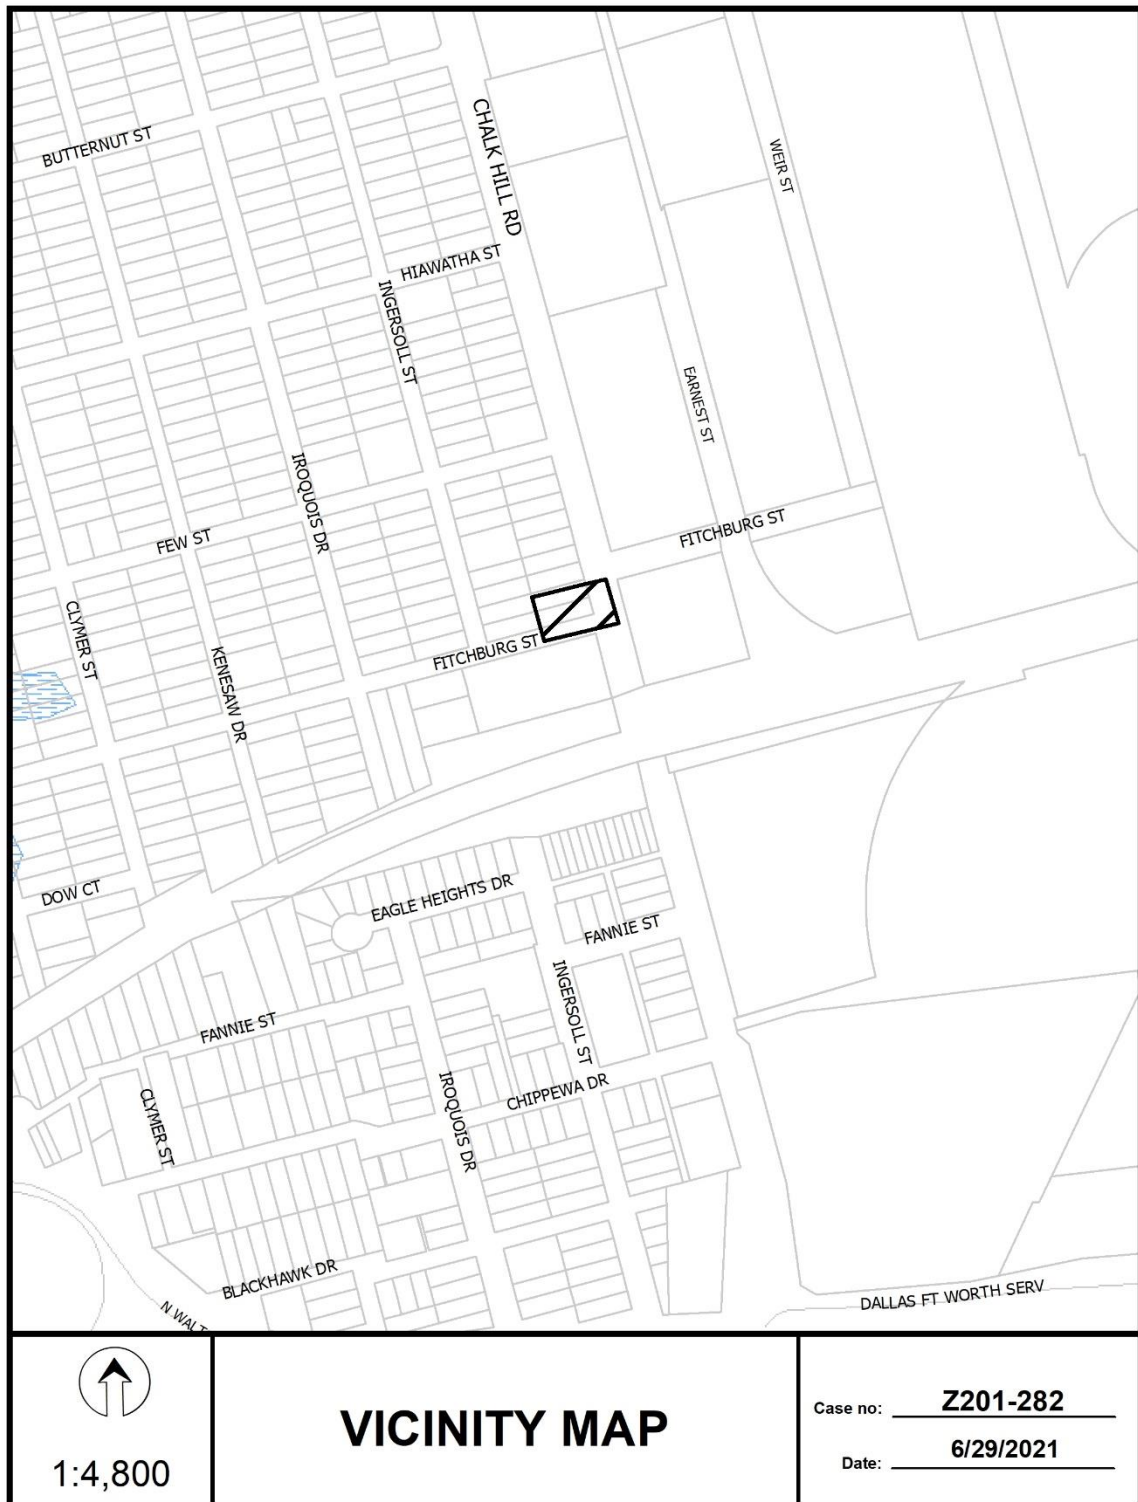 BUTTERNUT ST
CHALK HILL RD
WEIR ST
HIAWATHA ST
INGERSOLL ST
EARNEST ST
IROQUOIS DR
FEW ST
FITCHBURG ST
CLYMER ST
KENESAW DR
FITCHBURG ST
DOW CT
EAGLE HEIGHTS DR
FANNIE ST
INGERSOLL ST
FANNIE ST
CLYMER ST
IROQUOIS DR
CHIPPEWA DR
BLACKHAWK DR
N WALT
DALLAS FT WORTH SERV
1:4,800
VICINITY MAP
Case no: Z201-282
Date: 6/29/2021